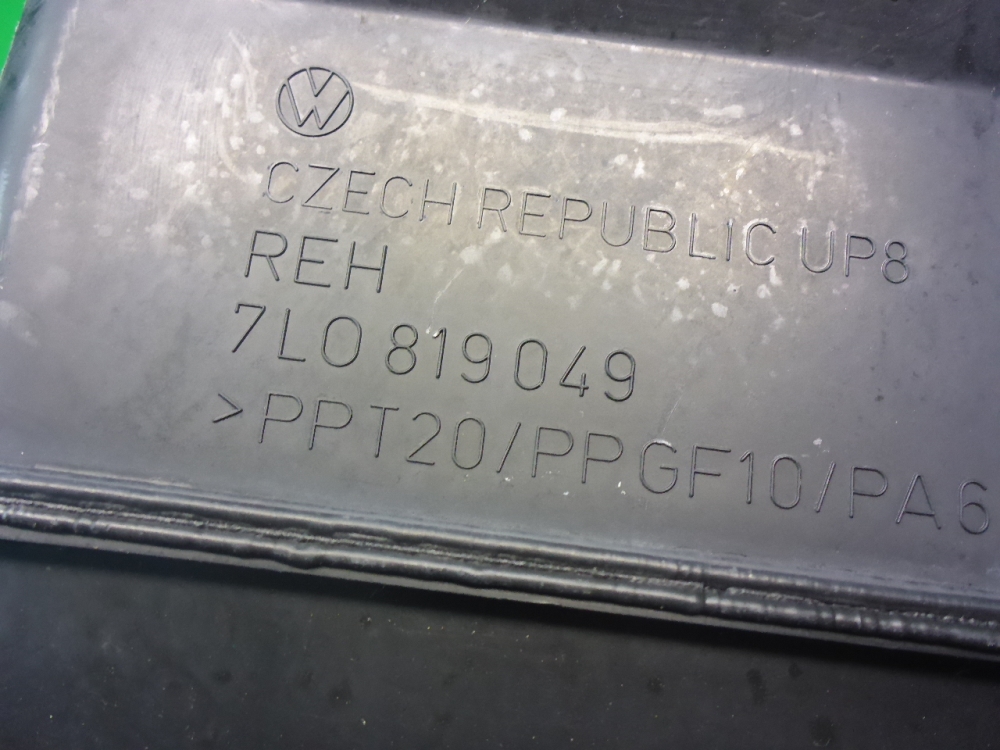 CZECH REPUBLIC UP8
REH
7L0 819 049
>PPT20/PPGF10/PA6